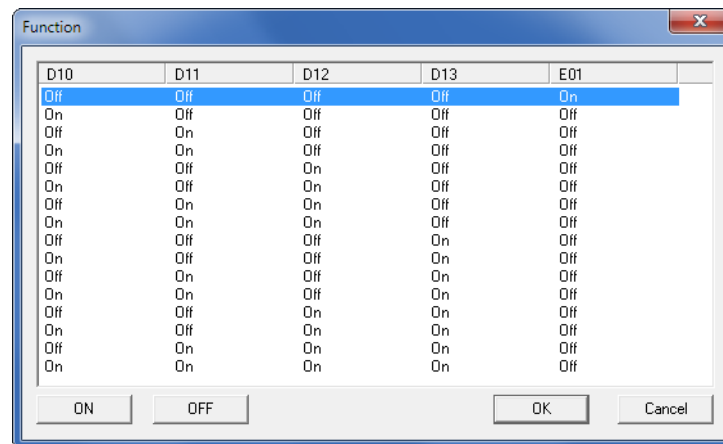 Function
D10 D11 D12 D13 E01
Off Off Off Off On
On Off Off Off Off
Off On Off Off Off
On On Off Off Off
Off Off On Off Off
On Off On Off Off
Off On On Off Off
On On On Off Off
Off Off Off On Off
On Off Off On Off
Off On Off On Off
On On Off On Off
Off Off On On Off
On Off On On Off
Off On On On Off
On On On On Off
ON OFF OK Cancel